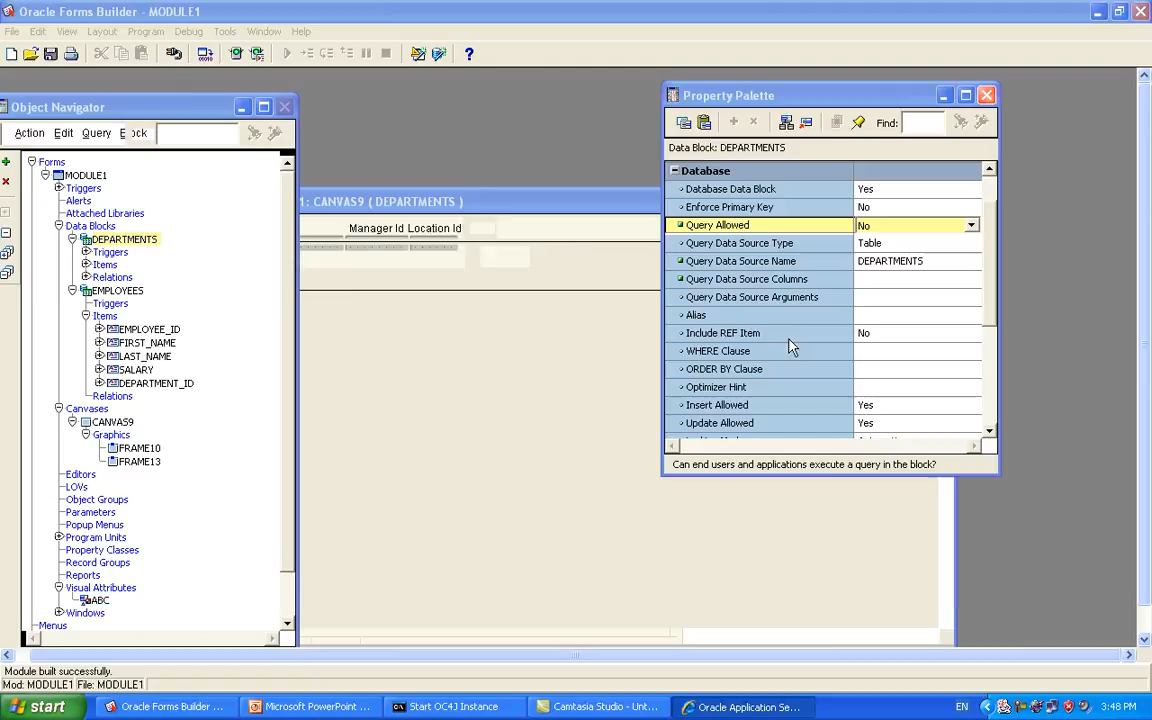 Oracle Forms Builder - MODULE1
File Edit View Layout Program Debug Tools Window Help
Object Navigator
Action Edit Query
Forms
MODULE1
Triggers
Alerts
Attached Libraries
Data Blocks
DEPARTMENTS
Triggers
Items
Relations
EMPLOYEES
Triggers
Items
EMPLOYEE_ID
FIRST_NAME
LAST_NAME
SALARY
DEPARTMENT_ID
Relations
Canvases
CANVAS9
Graphics
FRAME10
FRAME13
Editors
LOVs
Object Groups
Parameters
Popup Menus
Program Units
Property Classes
Record Groups
Reports
Visual Attributes
ABC
Windows
Menus
1: CANVAS9 ( DEPARTMENTS )
Manager Id Location Id
Property Palette
Find:
Data Block: DEPARTMENTS
Database
Database Data Block Yes
Enforce Primary Key No
Query Allowed No
Query Data Source Type Table
Query Data Source Name DEPARTMENTS
Query Data Source Columns
Query Data Source Arguments
Alias
Include REF Item No
WHERE Clause
ORDER BY Clause
Optimizer Hint
Insert Allowed Yes
Update Allowed Yes
Can end users and applications execute a query in the block?
Module built successfully.
Mod: MODULE1 File: MODULE1
start Oracle Forms Builder ... Microsoft PowerPoint ... Start OC4J Instance Camtasia Studio - Unt... Oracle Application Se... EN 3:48 PM